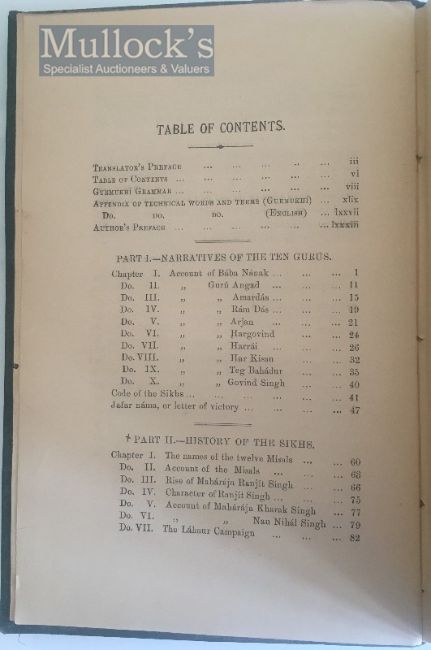 Mullock's
Specialist Auctioneers & Valuers
TABLE OF CONTENTS.
TRANSLATOR'S PREFACE ... ... ... ... ... iii
TABLE OF CONTENTS ... ... ... ... ... vi
GURMUKHI GRAMMAR ... ... ... ... ... viii
APPENDIX OF TECHNICAL WORDS AND TERMS (GURMUKHI) ... xlix
DO. DO. DO. (ENGLISH) ... lxxvii
AUTHOR'S PREFACE ... ... ... ... ... lxxxiii
PART I.—NARRATIVES OF THE TEN GURUS.
Chapter I. Account of Bába Nának ... ... ... 1
Do. II. „ Gurú Angad ... ... ... 11
Do. III. „ „ Amardás ... ... ... 15
Do. IV. „ „ Rám Dás ... ... ... 19
Do. V. „ „ Arjan ... ... ... 21
Do. VI. „ „ Hargovind ... ... 24
Do. VII. „ „ Harrái ... ... ... 26
Do. VIII. „ „ Har Kisan ... ... 32
Do. IX. „ „ Teg Bahádur ... ... 35
Do. X. „ „ Govind Singh ... ... 40
Code of the Sikhs ... ... ... ... ... 41
Jafar náma, or letter of victory ... ... ... ... 47
PART II.—HISTORY OF THE SIKHS.
Chapter I. The names of the twelve Misals ... ... 60
Do. II. Account of the Misals ... ... ... 63
Do. III. Rise of Mahárája Ranjít Singh ... ... 66
Do. IV. Character of Ranjít Singh ... ... ... 75
Do. V. Account of Mahárája Kharak Singh ... ... 77
Do. VI. „ „ Nau Nihál Singh ... 79
Do. VII. The Láhaur Campaign ... ... ... 82